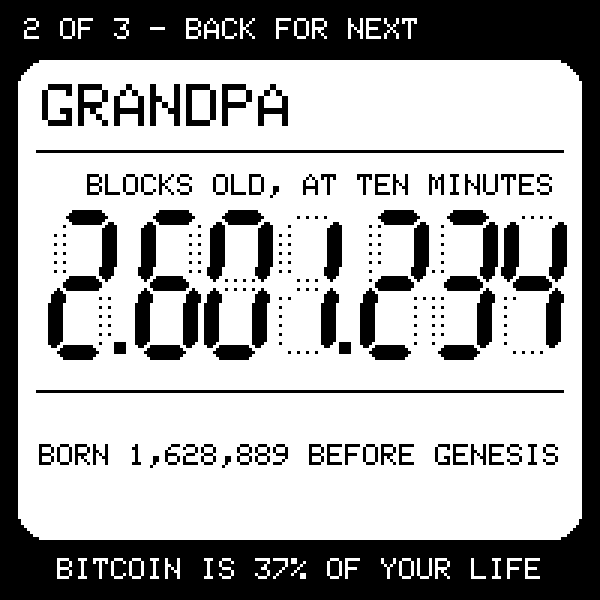 2 OF 3 - BACK FOR NEXT
GRANDPA
BLOCKS OLD, AT TEN MINUTES
2.601.234
BORN 1,628,889 BEFORE GENESIS
BITCOIN IS 37% OF YOUR LIFE